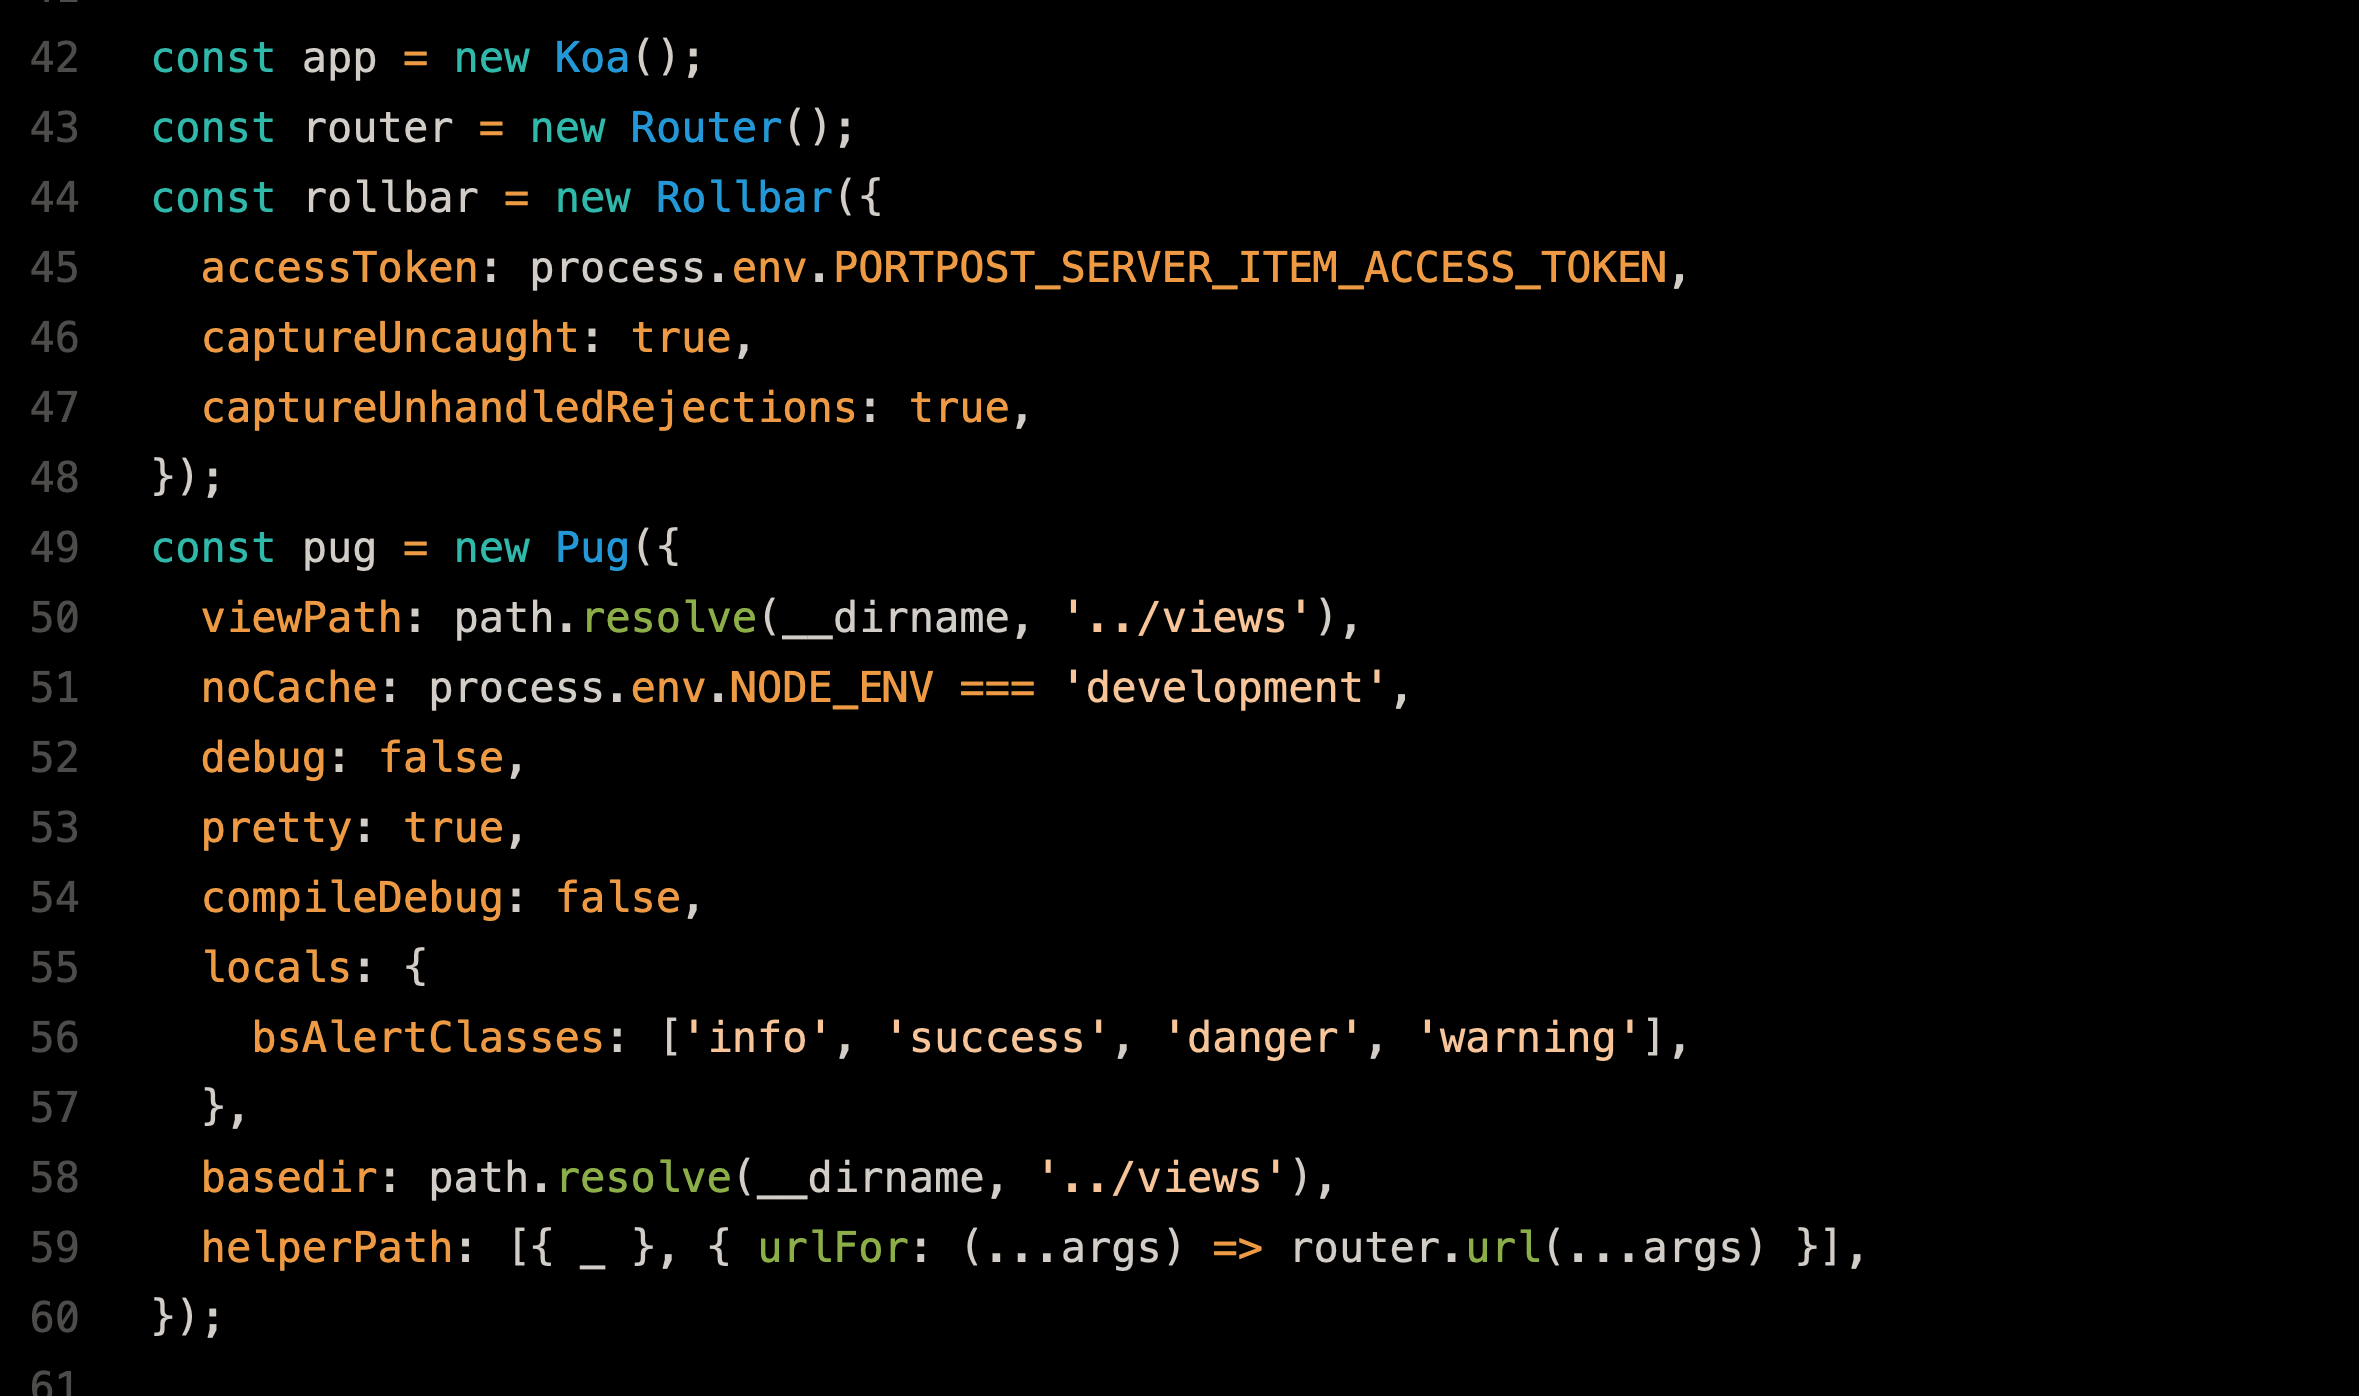 42 const app = new Koa();
43 const router = new Router();
44 const rollbar = new Rollbar({
45   accessToken: process.env.PORTPOST_SERVER_ITEM_ACCESS_TOKEN,
46   captureUncaught: true,
47   captureUnhandledRejections: true,
48 });
49 const pug = new Pug({
50   viewPath: path.resolve(__dirname, '../views'),
51   noCache: process.env.NODE_ENV === 'development',
52   debug: false,
53   pretty: true,
54   compileDebug: false,
55   locals: {
56     bsAlertClasses: ['info', 'success', 'danger', 'warning'],
57   },
58   basedir: path.resolve(__dirname, '../views'),
59   helperPath: [{ _ }, { urlFor: (...args) => router.url(...args) }],
60 });
61